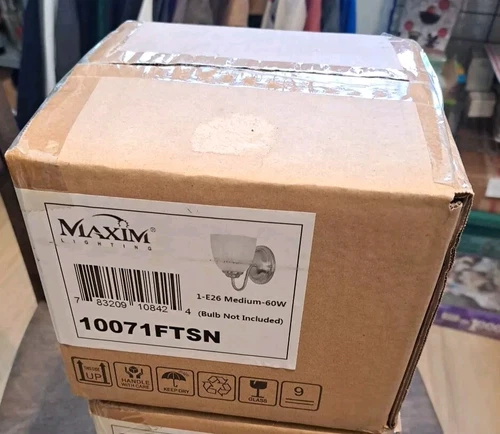 MAXIM®
LIGHTING
7 83209 10842 4
1-E26 Medium-60W
(Bulb Not Included)
10071FTSN
UP
HANDLE
WITH CARE
KEEP DRY
GLASS
9